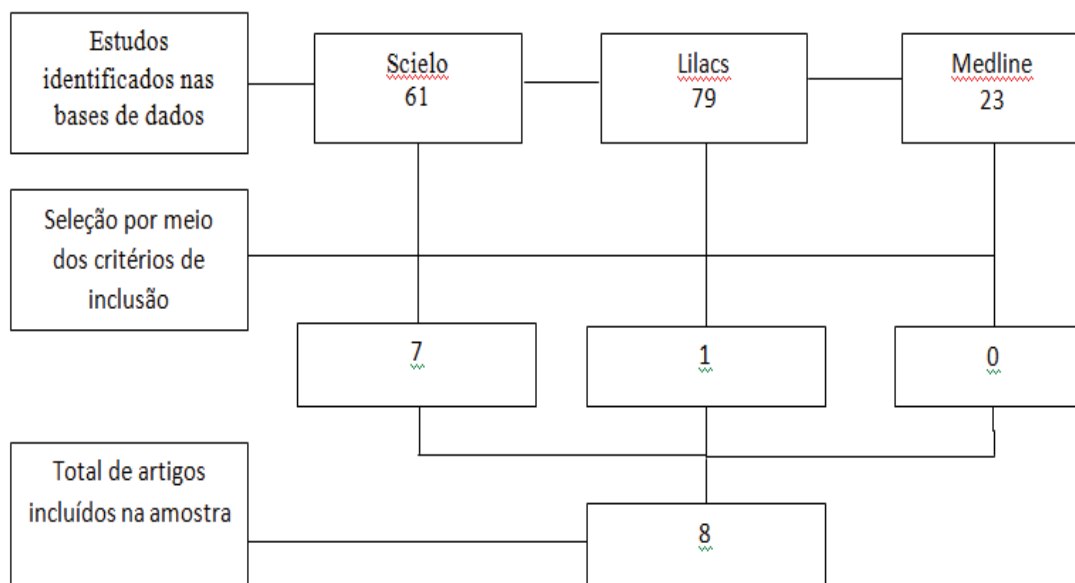 Estudos
identificados nas
bases de dados
Scielo
61
Lilacs
79
Medline
23
Seleção por meio
dos critérios de
inclusão
7
1
0
Total de artigos
incluídos na amostra
8